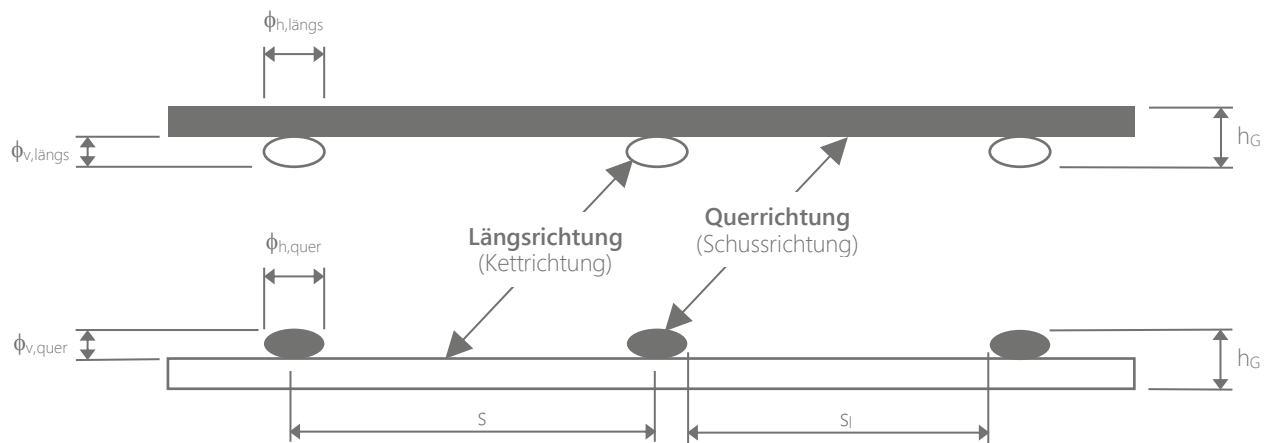 ϕh,längs
ϕv,längs
hG
Längsrichtung
(Kettrichtung)
Querrichtung
(Schussrichtung)
ϕh,quer
ϕv,quer
hG
s
sl